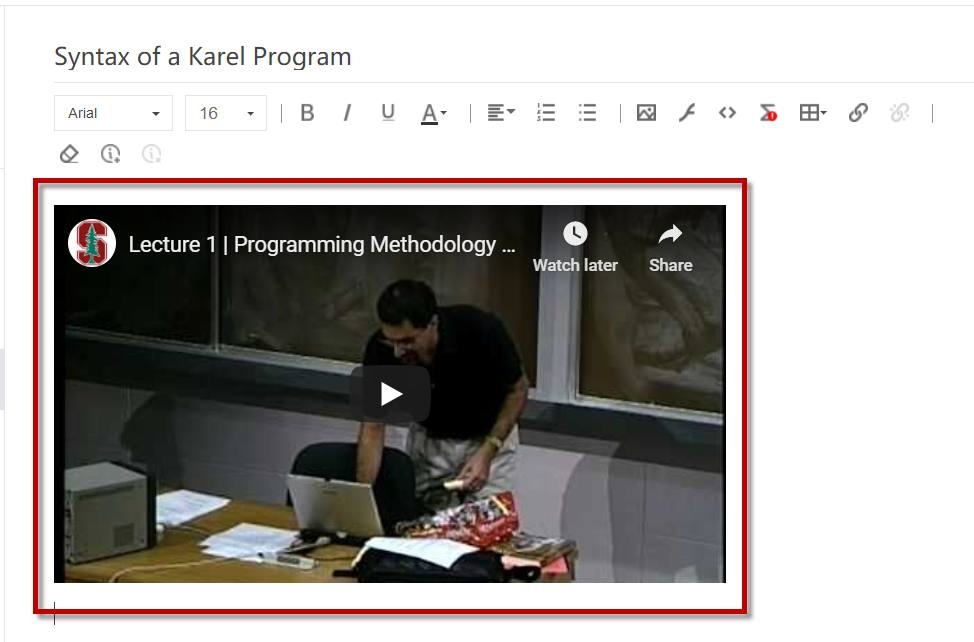 Syntax of a Karel Program
Arial 16 B I U A
Lecture 1 | Programming Methodology ...
Watch later Share